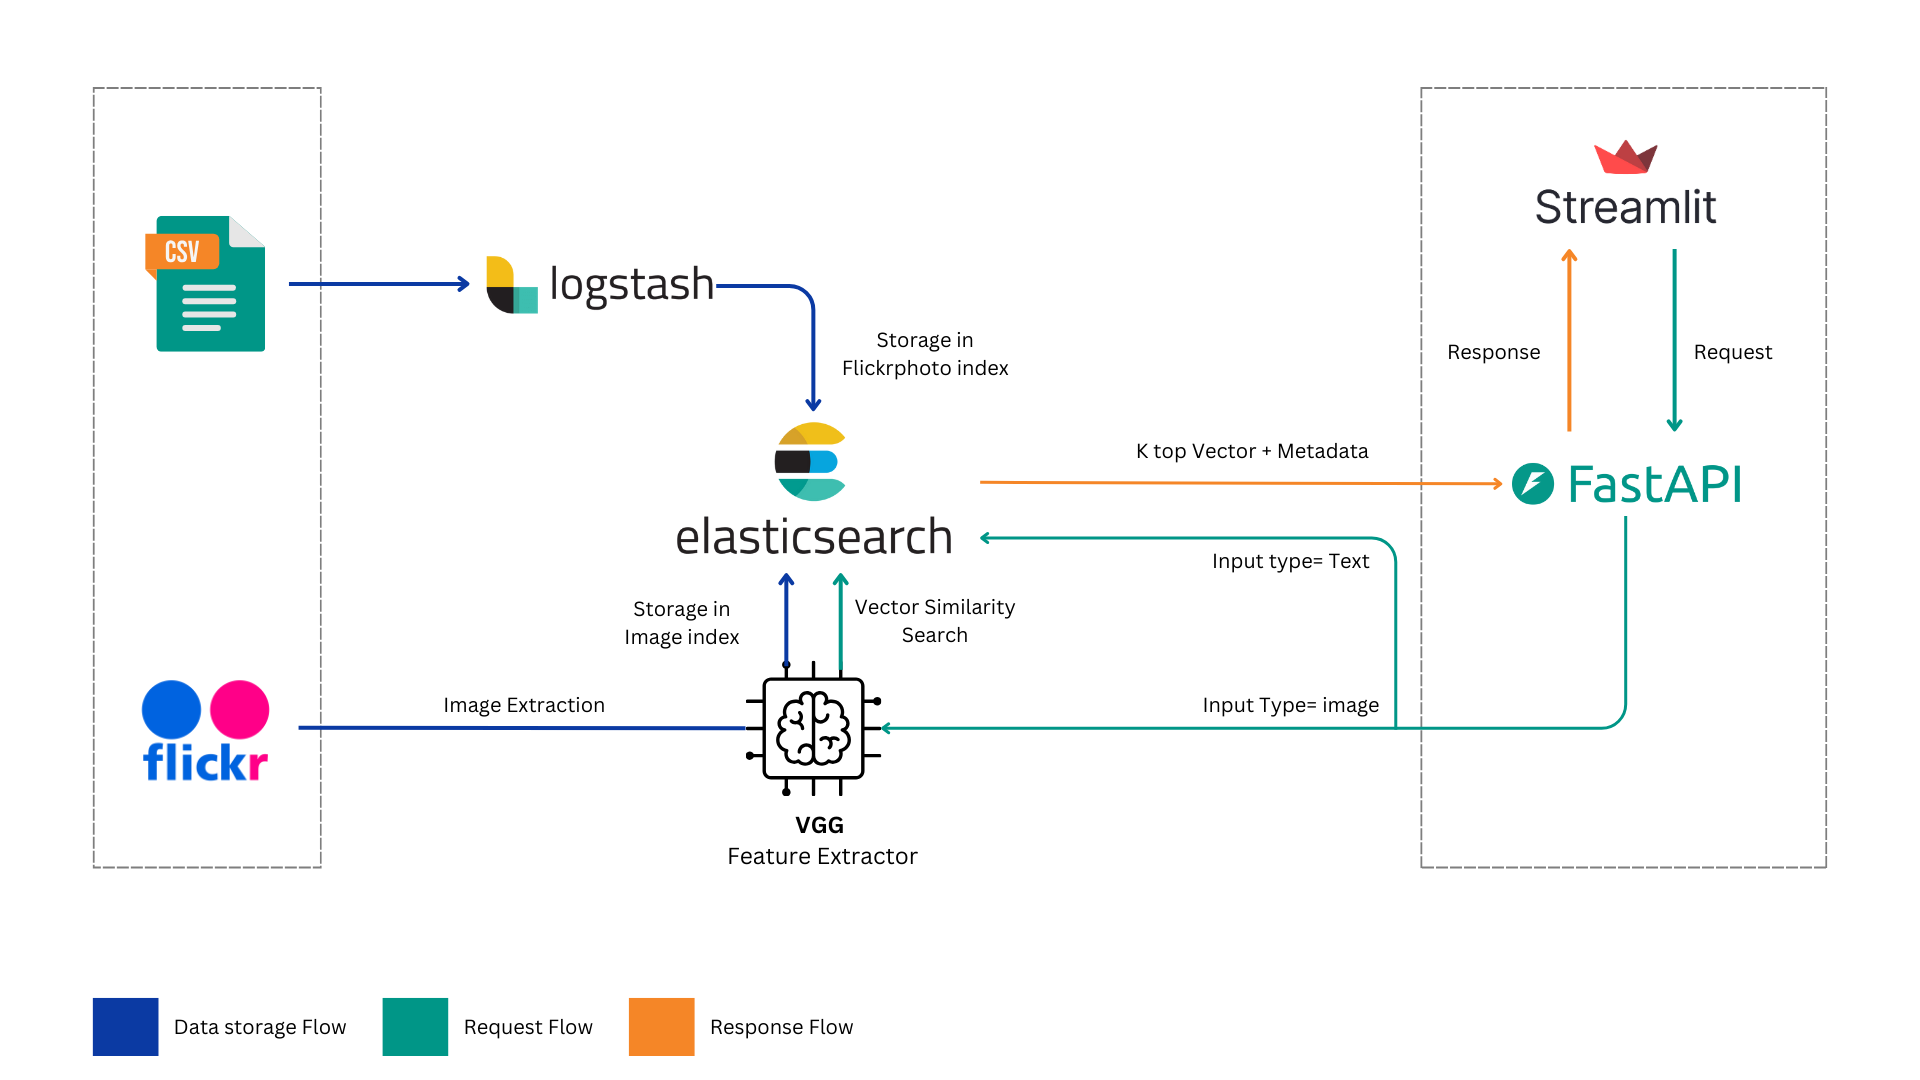 CSV
logstash
Storage in
Flickrphoto index
elasticsearch
Storage in
Image index
Vector Similarity
Search
flickr
Image Extraction
VGG
Feature Extractor
K top Vector + Metadata
Input type= Text
Input Type= image
Streamlit
Response
Request
FastAPI
Data storage Flow
Request Flow
Response Flow